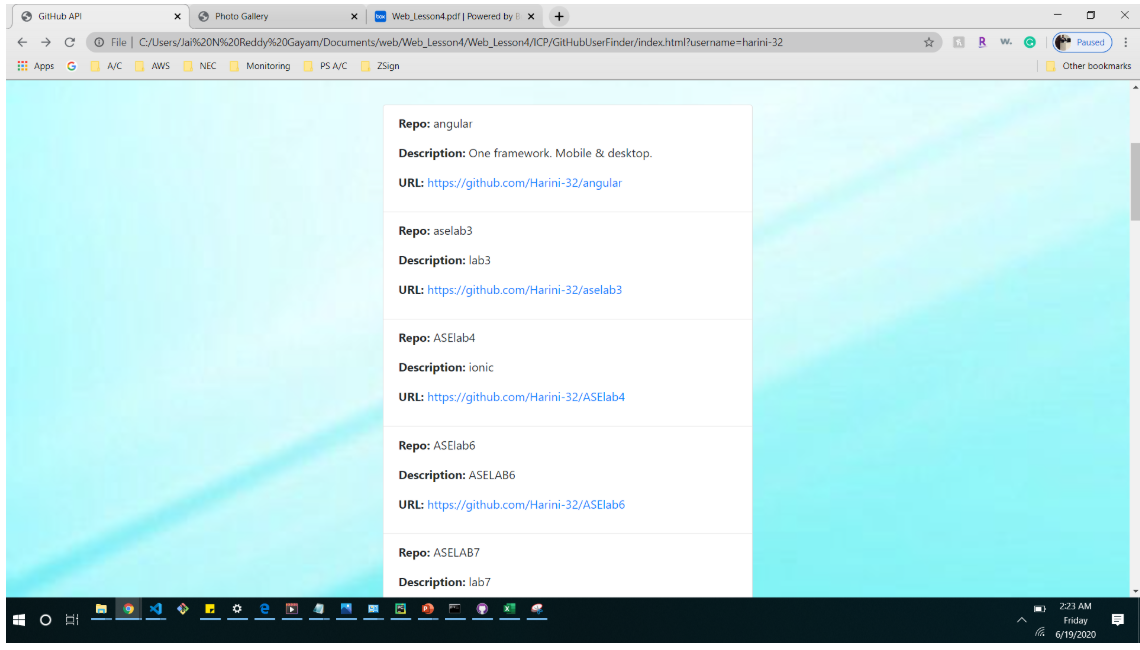 GitHub API
Photo Gallery
Web_Lesson4.pdf | Powered by B
File | C:/Users/Jai%20N%20Reddy%20Gayam/Documents/web/Web_Lesson4/Web_Lesson4/ICP/GitHubUserFinder/index.html?username=harini-32
Paused
Apps
A/C
AWS
NEC
Monitoring
PS A/C
ZSign
Other bookmarks
Repo: angular
Description: One framework. Mobile & desktop.
URL: https://github.com/Harini-32/angular
Repo: aselab3
Description: lab3
URL: https://github.com/Harini-32/aselab3
Repo: ASElab4
Description: ionic
URL: https://github.com/Harini-32/ASElab4
Repo: ASElab6
Description: ASELAB6
URL: https://github.com/Harini-32/ASElab6
Repo: ASELAB7
Description: lab7
2:23 AM
Friday
6/19/2020